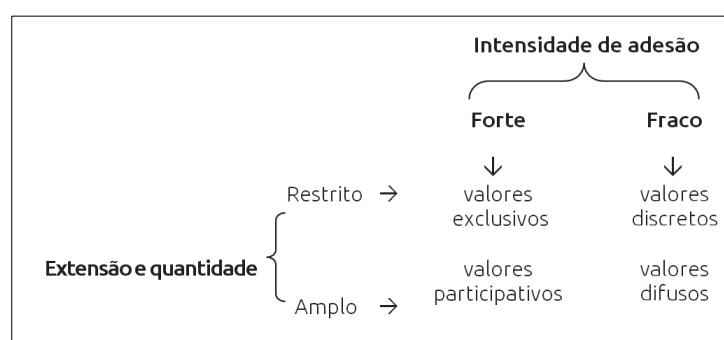 Intensidade de adesão
Forte Fraco
Restrito → valores exclusivos valores discretos
Extensão e quantidade
Amplo → valores participativos valores difusos